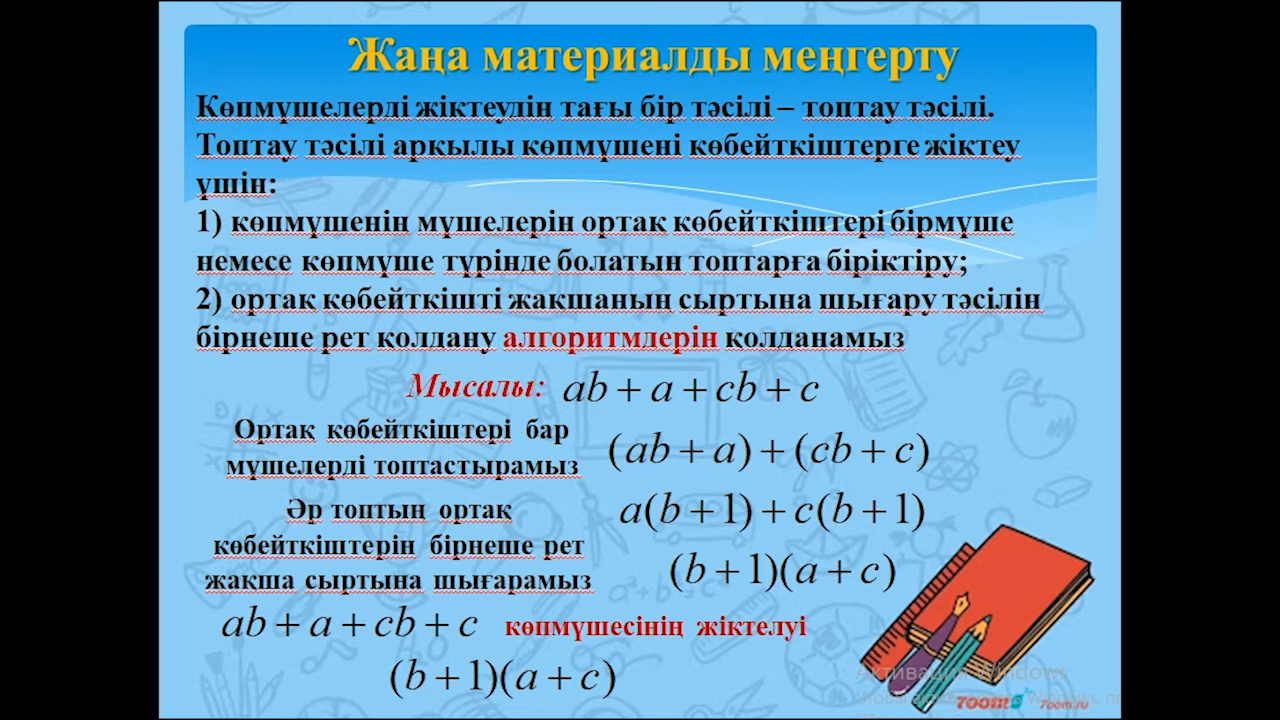 Жаңа материалды меңгерту
Көпмүшелерді жіктеудің тағы бір тәсілі – топтау тәсілі.
Топтау тәсілі арқылы көпмүшені көбейткіштерге жіктеу
үшін:
1) көпмүшенің мүшелерін ортақ көбейткіштері бірмүше
немесе көпмүше түрінде болатын топтарға біріктіру;
2) ортақ көбейткішті жақшаның сыртына шығару тәсілін
бірнеше рет қолдану алгоритмдерін қолданамыз
Мысалы: ab + a + cb + c
Ортақ көбейткіштері бар
мүшелерді топтастырамыз
(ab + a) + (cb + c)
Әр топтың ортақ
көбейткіштерін бірнеше рет
жақша сыртына шығарамыз
a(b + 1) + c(b + 1)
(b + 1)(a + c)
ab + a + cb + c көпмүшесінің жіктелуі
(b + 1)(a + c)
Активация Windows